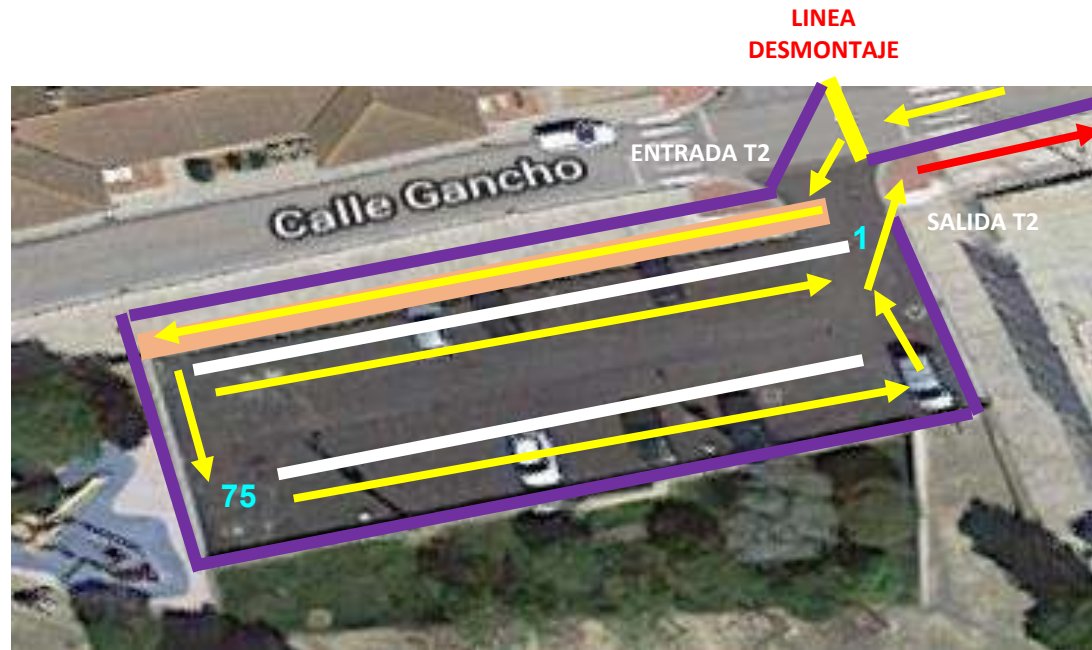 LINEA
DESMONTAJE
ENTRADA T2
Calle Gancho
SALIDA T2
1
75